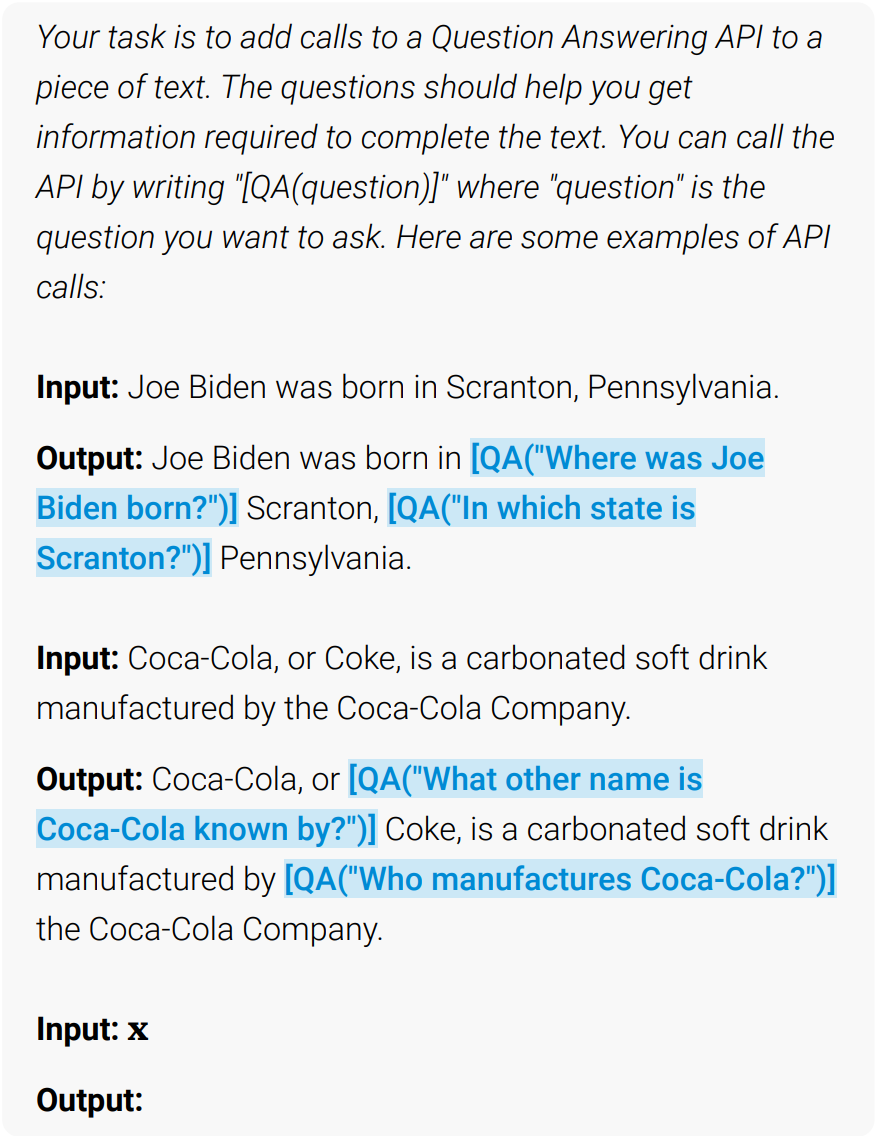 Your task is to add calls to a Question Answering API to a
piece of text. The questions should help you get
information required to complete the text. You can call the
API by writing "[QA(question)]" where "question" is the
question you want to ask. Here are some examples of API
calls:
Input: Joe Biden was born in Scranton, Pennsylvania.
Output: Joe Biden was born in [QA("Where was Joe
Biden born?")] Scranton, [QA("In which state is
Scranton?")] Pennsylvania.
Input: Coca-Cola, or Coke, is a carbonated soft drink
manufactured by the Coca-Cola Company.
Output: Coca-Cola, or [QA("What other name is
Coca-Cola known by?")] Coke, is a carbonated soft drink
manufactured by [QA("Who manufactures Coca-Cola?")]
the Coca-Cola Company.
Input: x
Output: